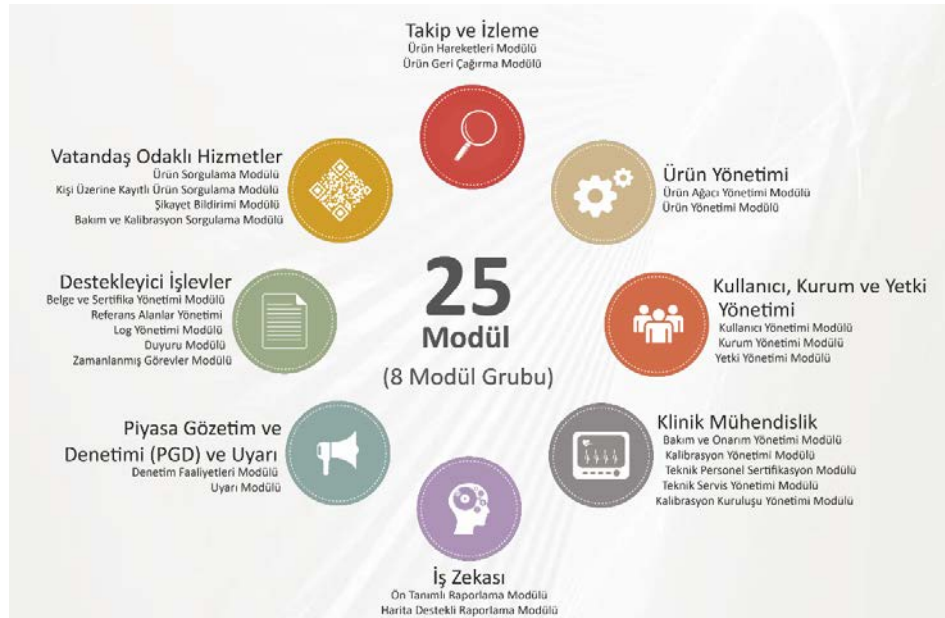 Takip ve İzleme
Ürün Hareketleri Modülü
Ürün Geri Çağırma Modülü
Vatandaş Odaklı Hizmetler
Ürün Sorgulama Modülü
Kişi Üzerine Kayıtlı Ürün Sorgulama Modülü
Şikayet Bildirimi Modülü
Bakım ve Kalibrasyon Sorgulama Modülü
Ürün Yönetimi
Ürün Ağacı Yönetimi Modülü
Ürün Yönetimi Modülü
Destekleyici İşlevler
Belge ve Sertifika Yönetimi Modülü
Referans Alanlar Yönetimi
Log Yönetimi Modülü
Duyuru Modülü
Zamanlanmış Görevler Modülü
25
Modül
(8 Modül Grubu)
Kullanıcı, Kurum ve Yetki
Yönetimi
Kullanıcı Yönetimi Modülü
Kurum Yönetimi Modülü
Yetki Yönetimi Modülü
Piyasa Gözetim ve
Denetimi (PGD) ve Uyarı
Denetim Faaliyetleri Modülü
Uyarı Modülü
Klinik Mühendislik
Bakım ve Onarım Yönetimi Modülü
Kalibrasyon Yönetimi Modülü
Teknik Personel Sertifikasyon Modülü
Teknik Servis Yönetimi Modülü
Kalibrasyon Kuruluşu Yönetimi Modülü
İş Zekası
Ön Tanımlı Raporlama Modülü
Harita Destekli Raporlama Modülü